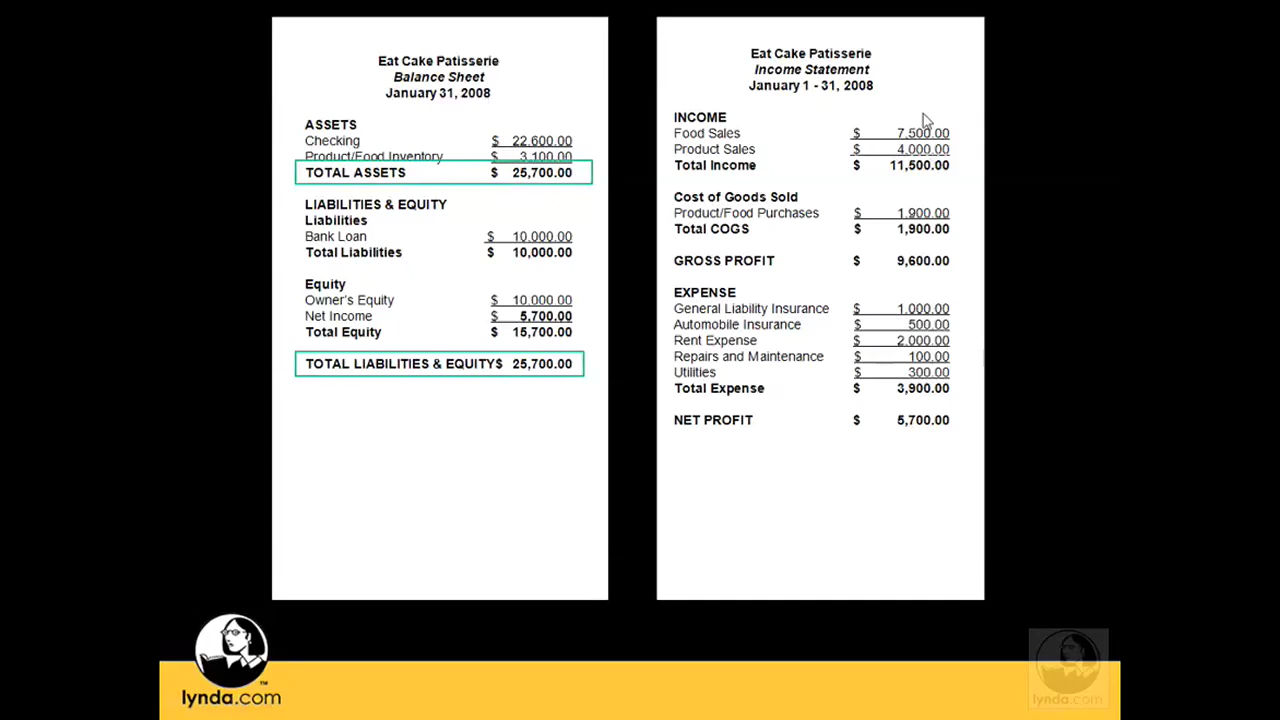 Eat Cake Patisserie
Balance Sheet
January 31, 2008
ASSETS
Checking $ 22,600.00
Product/Food Inventory $ 3,100.00
TOTAL ASSETS $ 25,700.00
LIABILITIES & EQUITY
Liabilities
Bank Loan $ 10,000.00
Total Liabilities $ 10,000.00
Equity
Owner's Equity $ 10,000.00
Net Income $ 5,700.00
Total Equity $ 15,700.00
TOTAL LIABILITIES & EQUITY$ 25,700.00
Eat Cake Patisserie
Income Statement
January 1 - 31, 2008
INCOME
Food Sales $ 7,500.00
Product Sales $ 4,000.00
Total Income $ 11,500.00
Cost of Goods Sold
Product/Food Purchases $ 1,900.00
Total COGS $ 1,900.00
GROSS PROFIT $ 9,600.00
EXPENSE
General Liability Insurance $ 1,000.00
Automobile Insurance $ 500.00
Rent Expense $ 2,000.00
Repairs and Maintenance $ 100.00
Utilities $ 300.00
Total Expense $ 3,900.00
NET PROFIT $ 5,700.00
lynda.com™
lynda.com